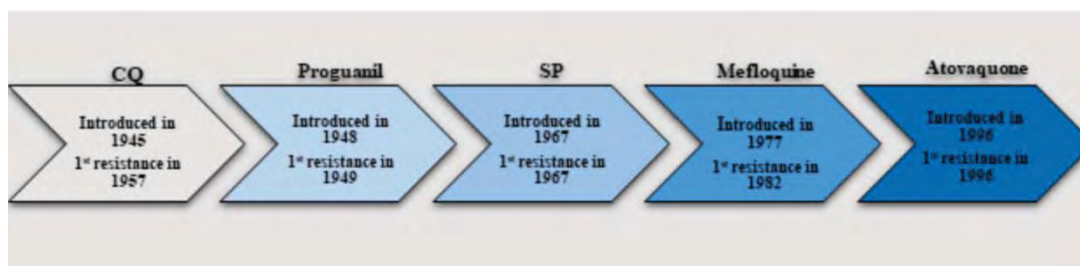 CQ
Introduced in
1945
1st resistance in
1957
Proguanil
Introduced in
1948
1st resistance in
1949
SP
Introduced in
1967
1st resistance in
1967
Mefloquine
Introduced in
1977
1st resistance in
1982
Atovaquone
Introduced in
1996
1st resistance in
1996